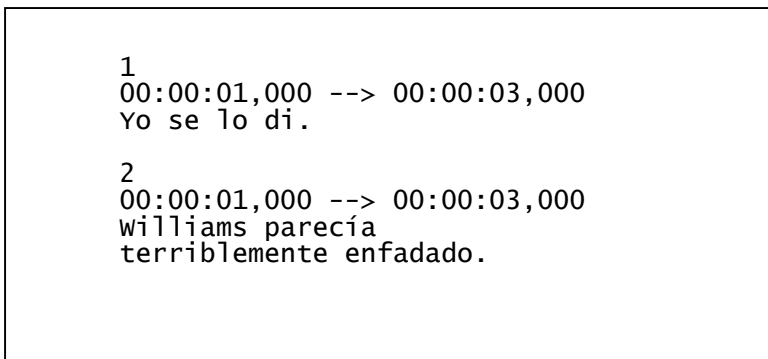 1
00:00:01,000 --> 00:00:03,000
Yo se lo di.
2
00:00:01,000 --> 00:00:03,000
Williams parecía
terriblemente enfadado.